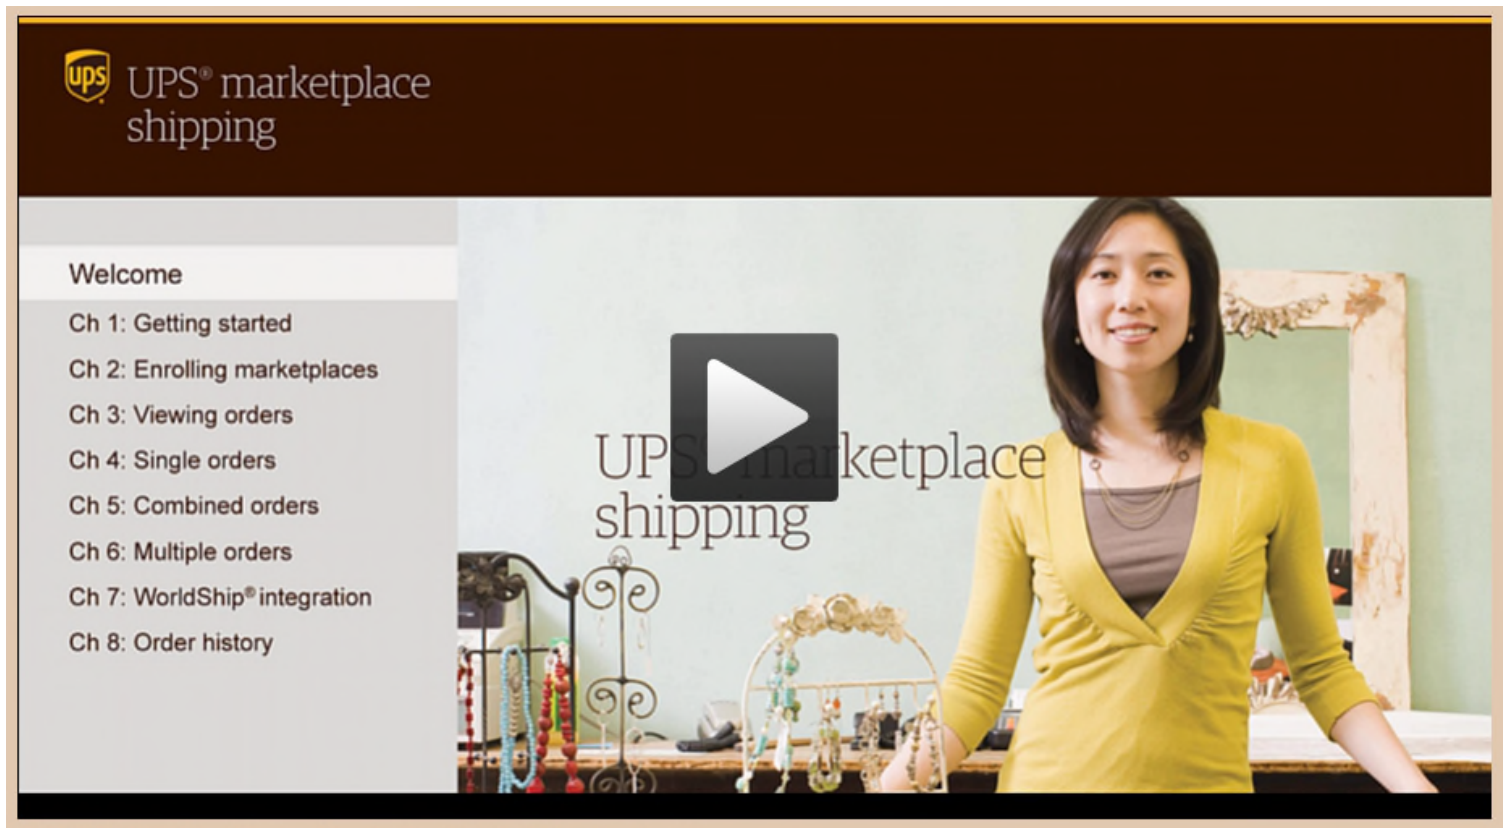 ups
UPS® marketplace
shipping
Welcome
Ch 1: Getting started
Ch 2: Enrolling marketplaces
Ch 3: Viewing orders
Ch 4: Single orders
Ch 5: Combined orders
Ch 6: Multiple orders
Ch 7: WorldShip® integration
Ch 8: Order history
UPS® marketplace
shipping